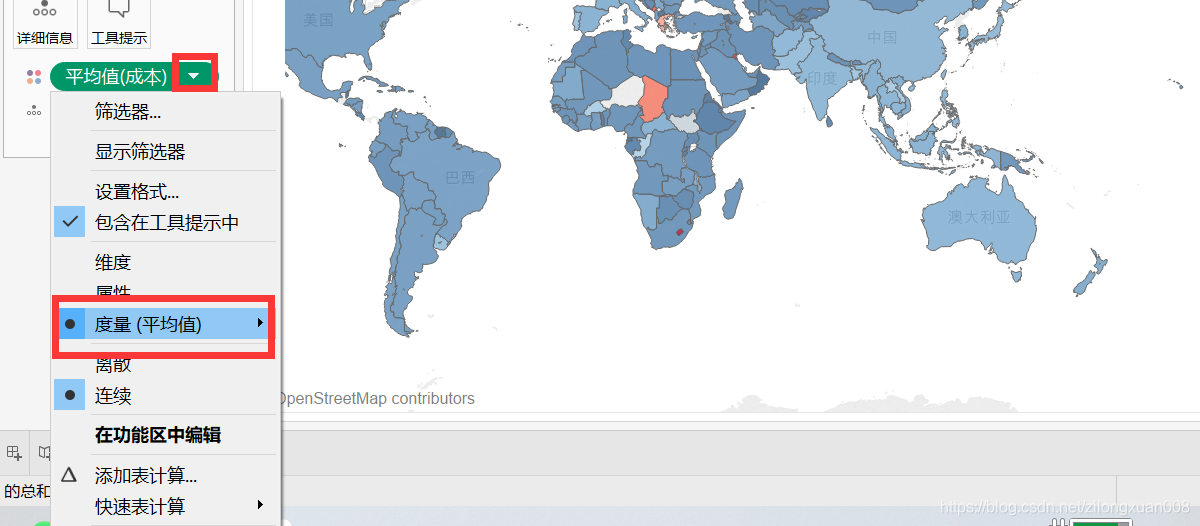 美国
详细信息
工具提示
平均值(成本)
中国
印度
筛选器...
显示筛选器
巴西
设置格式...
包含在工具提示中
澳大利亚
维度
属性
度量 (平均值)
离散
连续
OpenStreetMap contributors
在功能区中编辑
添加表计算...
的总和
快速表计算
https://blog.csdn.net/zilongxuan008